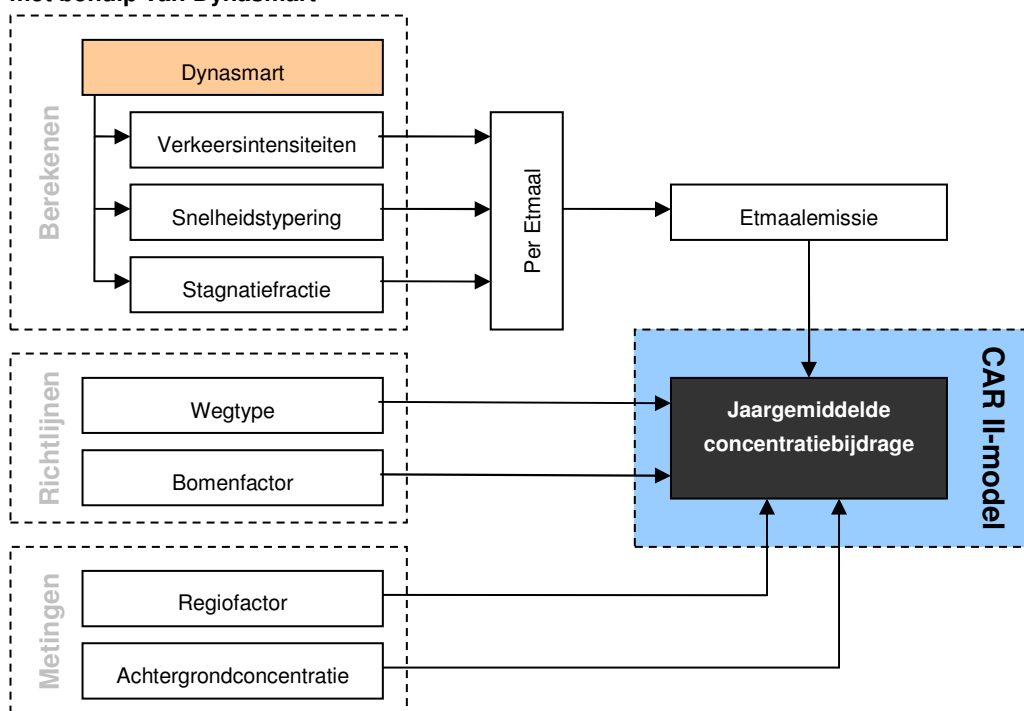 met behulp van Dynasmart
Berekenen
Dynasmart
Verkeersintensiteiten
Snelheidstypering
Stagnatiefractie
Per Etmaal
Etmaalemissie
Richtlijnen
Wegtype
Bomenfactor
Jaargemiddelde
concentratiebijdrage
CAR II-model
Metingen
Regiofactor
Achtergrondconcentratie